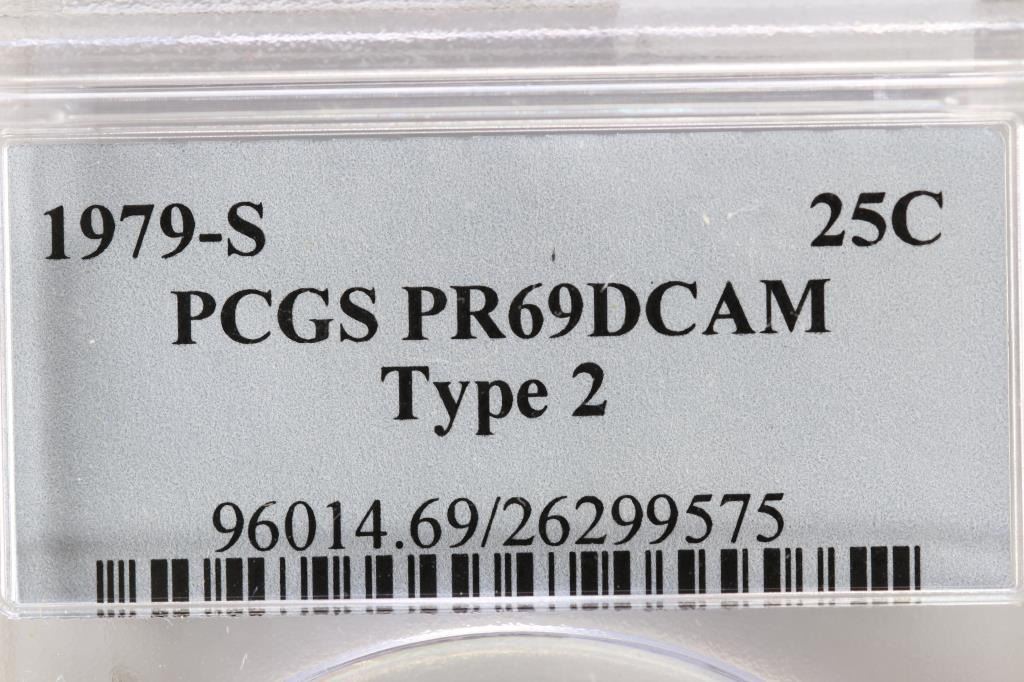 1979-S 25C
PCGS PR69DCAM
Type 2
96014.69/26299575